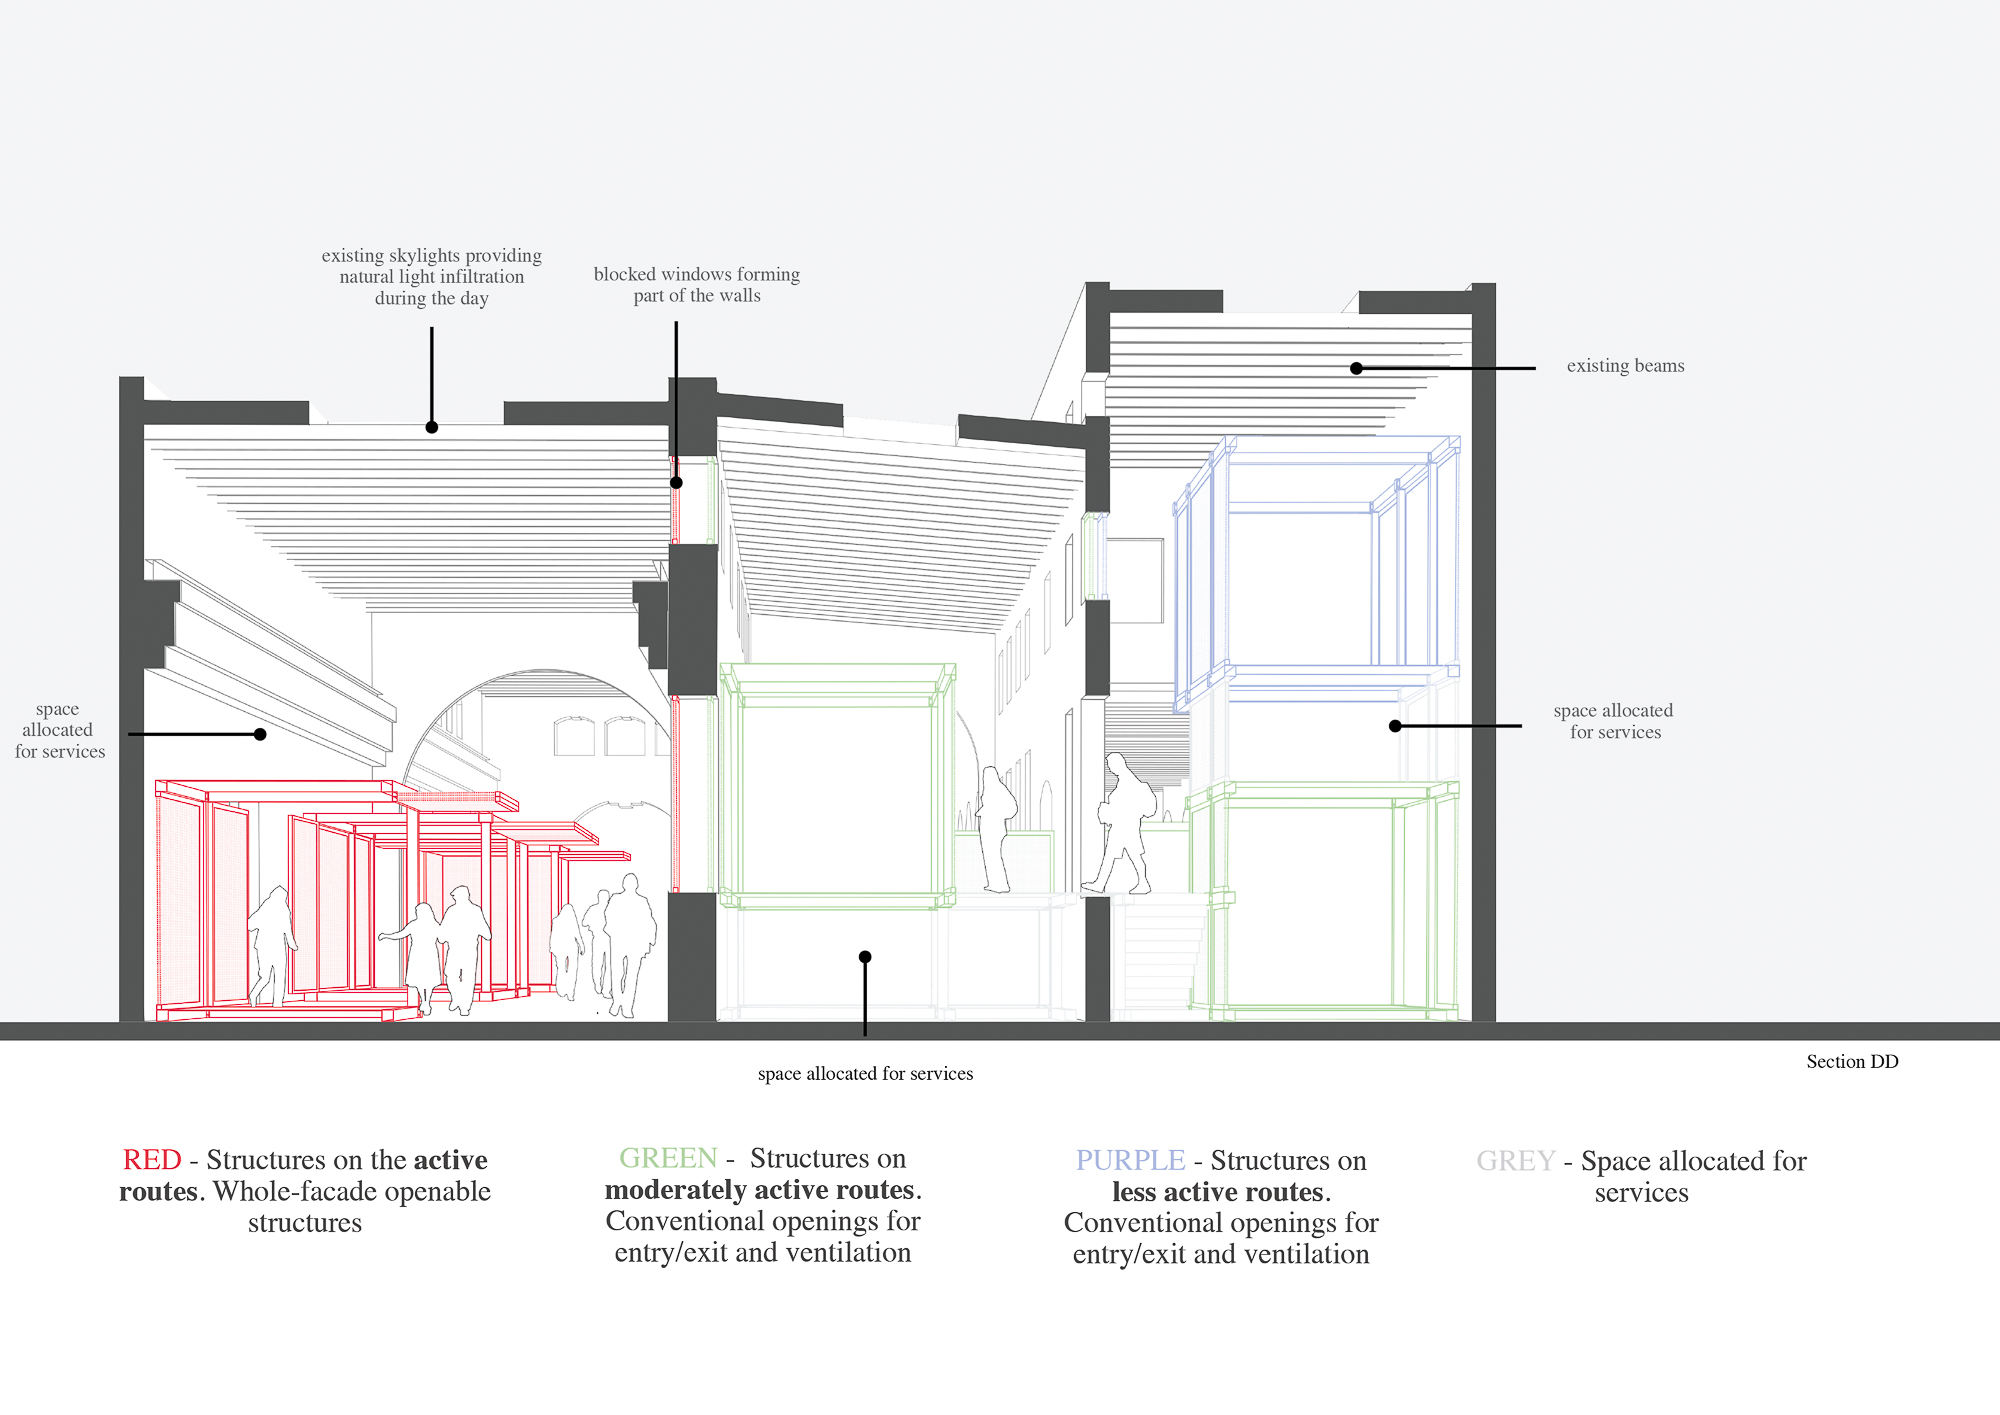 existing skylights providing
natural light infiltration
during the day
blocked windows forming
part of the walls
existing beams
space
allocated
for services
space allocated
for services
space allocated for services
Section DD
RED - Structures on the active
routes. Whole-facade openable
structures
GREEN -  Structures on
moderately active routes.
Conventional openings for
entry/exit and ventilation
PURPLE - Structures on
less active routes.
Conventional openings for
entry/exit and ventilation
GREY - Space allocated for
services